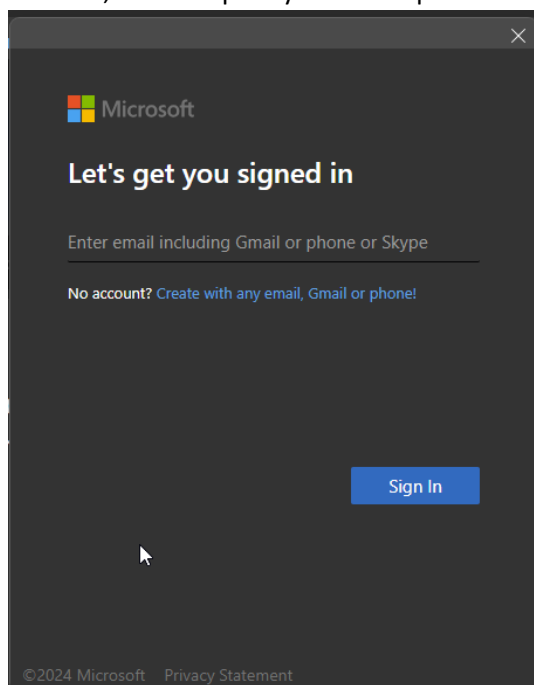 Microsoft
Let's get you signed in
Enter email including Gmail or phone or Skype
No account? Create with any email, Gmail or phone!
Sign In
©2024 Microsoft Privacy Statement